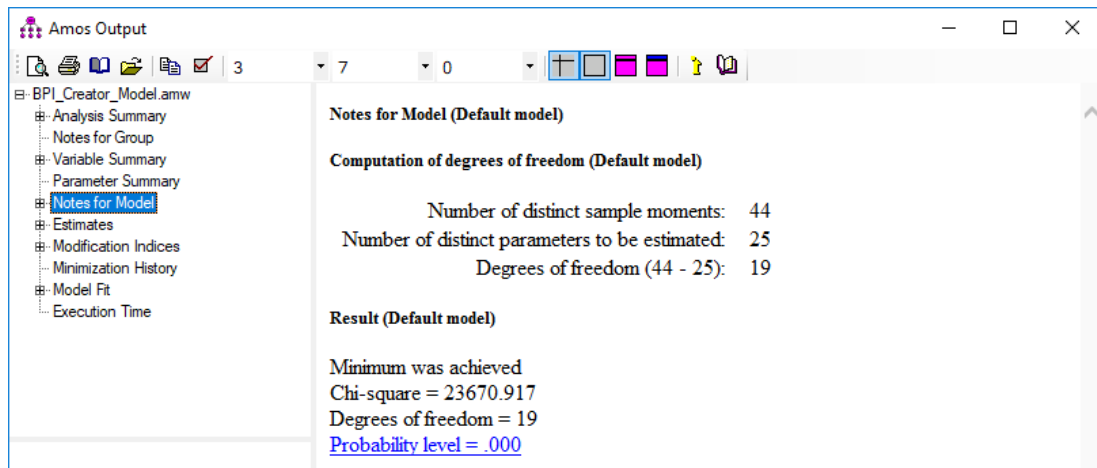 Amos Output
3 7 0
BPI_Creator_Model.amw
Analysis Summary
Notes for Group
Variable Summary
Parameter Summary
Notes for Model
Estimates
Modification Indices
Minimization History
Model Fit
Execution Time
Notes for Model (Default model)
Computation of degrees of freedom (Default model)
Number of distinct sample moments: 44
Number of distinct parameters to be estimated: 25
Degrees of freedom (44 - 25): 19
Result (Default model)
Minimum was achieved
Chi-square = 23670.917
Degrees of freedom = 19
Probability level = .000